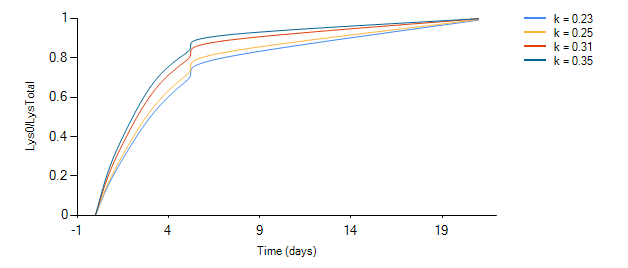 1
0.8
0.6
0.4
0.2
0
Lys0/LysTotal
-1 4 9 14 19
Time (days)
k = 0.23
k = 0.25
k = 0.31
k = 0.35